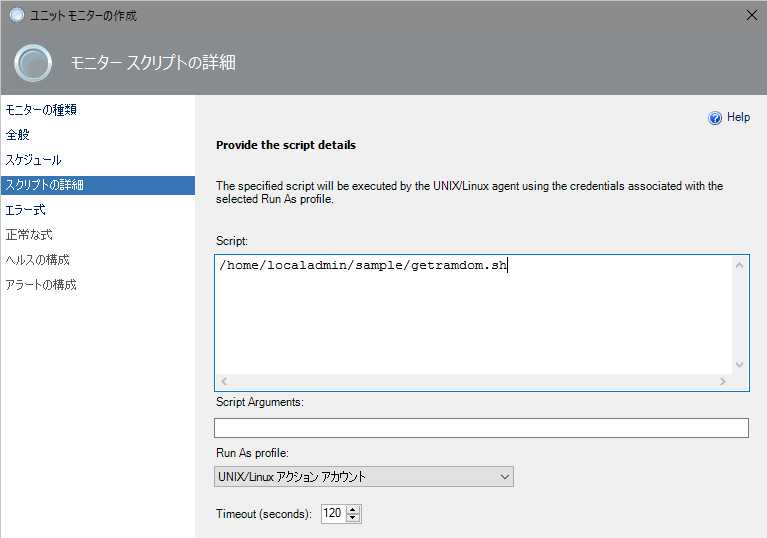 ユニット モニターの作成
モニター スクリプトの詳細
モニターの種類
全般
スケジュール
スクリプトの詳細
エラー式
正常な式
ヘルスの構成
アラートの構成
Help
Provide the script details
The specified script will be executed by the UNIX/Linux agent using the credentials associated with the
selected Run As profile.
Script:
/home/localadmin/sample/getramdom.sh
Script Arguments:
Run As profile:
UNIX/Linux アクション アカウント
Timeout (seconds): 120